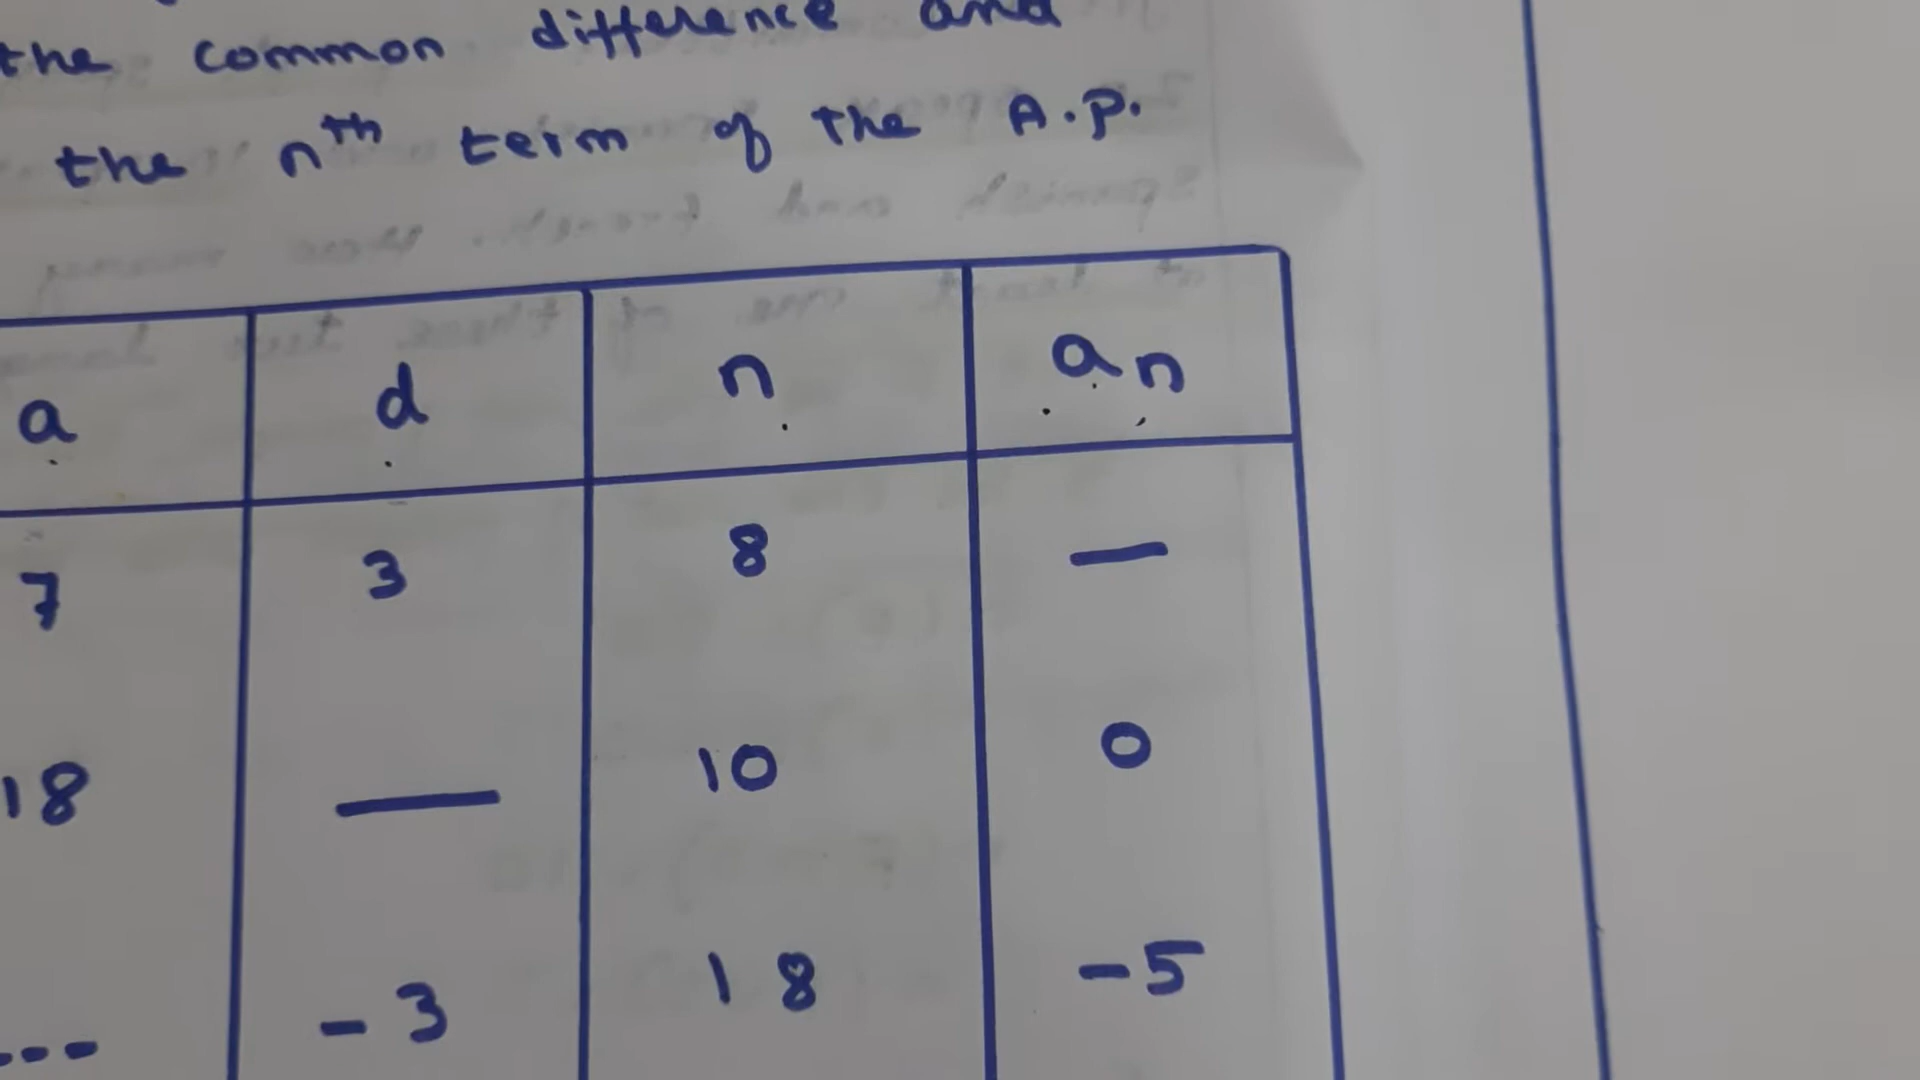 the common difference and
the nth term of the A.P.
a d n an
7 3 8 —
18 — 10 0
--- -3 18 -5